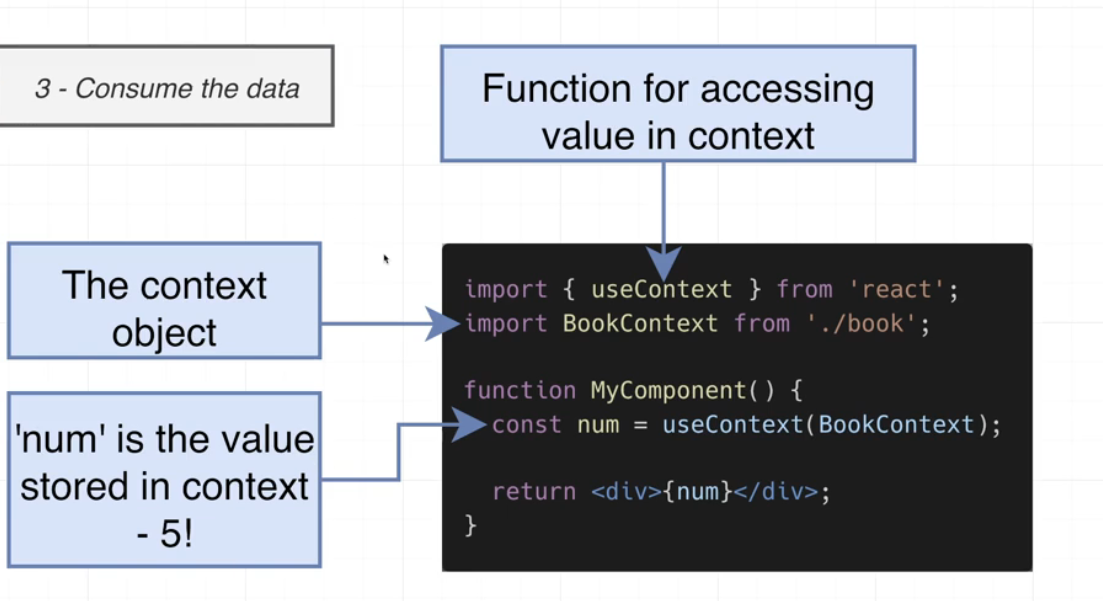 3 - Consume the data
Function for accessing
value in context
The context
object
'num' is the value
stored in context
- 5!
import { useContext } from 'react';
import BookContext from './book';
function MyComponent() {
const num = useContext(BookContext);
return <div>{num}</div>;
}